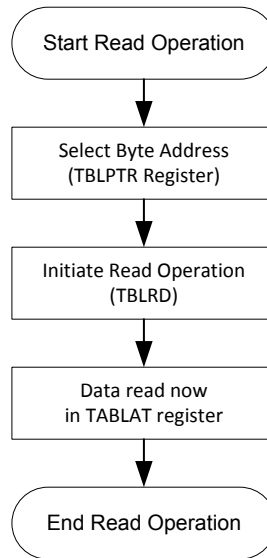 Start Read Operation
Select Byte Address
(TBLPTR Register)
Initiate Read Operation
(TBLRD)
Data read now
in TABLAT register
End Read Operation